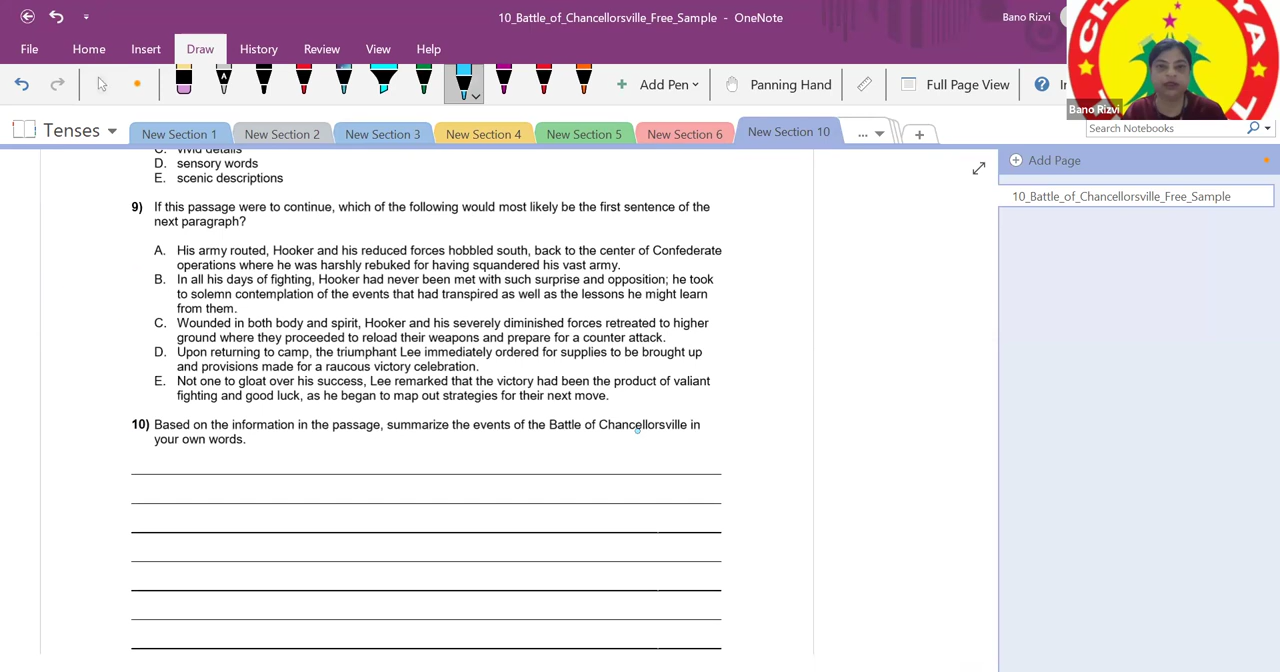 10_Battle_of_Chancellorsville_Free_Sample - OneNote
Bano Rizvi
File Home Insert Draw History Review View Help
Add Pen Panning Hand Full Page View
Bano Rizvi
Tenses New Section 1 New Section 2 New Section 3 New Section 4 New Section 5 New Section 6 New Section 10 ...
Search Notebooks
Add Page
10_Battle_of_Chancellorsville_Free_Sample
C. vivid details
D. sensory words
E. scenic descriptions
9) If this passage were to continue, which of the following would most likely be the first sentence of the
next paragraph?
A. His army routed, Hooker and his reduced forces hobbled south, back to the center of Confederate
operations where he was harshly rebuked for having squandered his vast army.
B. In all his days of fighting, Hooker had never been met with such surprise and opposition; he took
to solemn contemplation of the events that had transpired as well as the lessons he might learn
from them.
C. Wounded in both body and spirit, Hooker and his severely diminished forces retreated to higher
ground where they proceeded to reload their weapons and prepare for a counter attack.
D. Upon returning to camp, the triumphant Lee immediately ordered for supplies to be brought up
and provisions made for a raucous victory celebration.
E. Not one to gloat over his success, Lee remarked that the victory had been the product of valiant
fighting and good luck, as he began to map out strategies for their next move.
10) Based on the information in the passage, summarize the events of the Battle of Chancellorsville in
your own words.